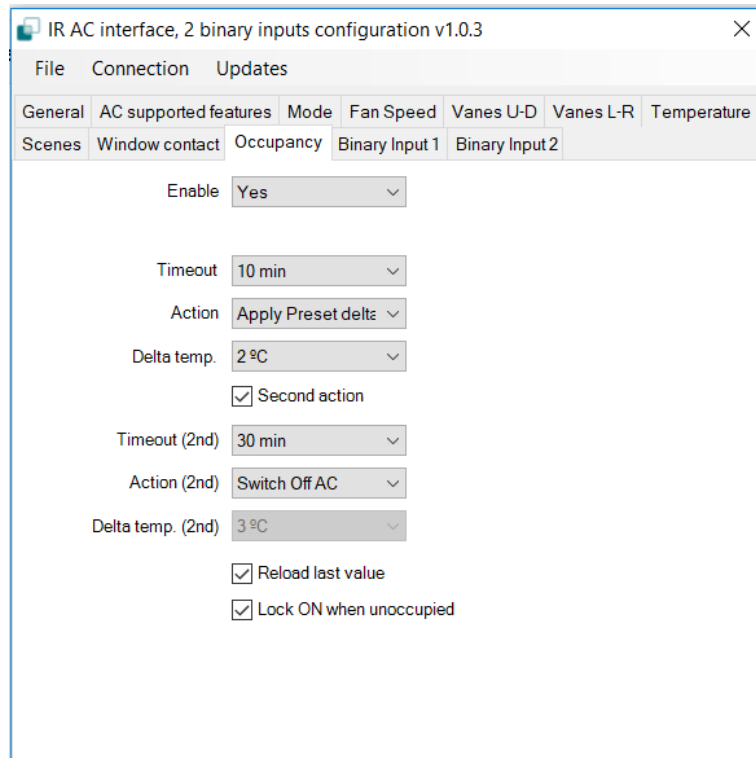 IR AC interface, 2 binary inputs configuration v1.0.3
File Connection Updates
General AC supported features Mode Fan Speed Vanes U-D Vanes L-R Temperature
Scenes Window contact Occupancy Binary Input 1 Binary Input 2
Enable Yes
Timeout 10 min
Action Apply Preset delta
Delta temp. 2 ºC
Second action
Timeout (2nd) 30 min
Action (2nd) Switch Off AC
Delta temp. (2nd) 3 ºC
Reload last value
Lock ON when unoccupied